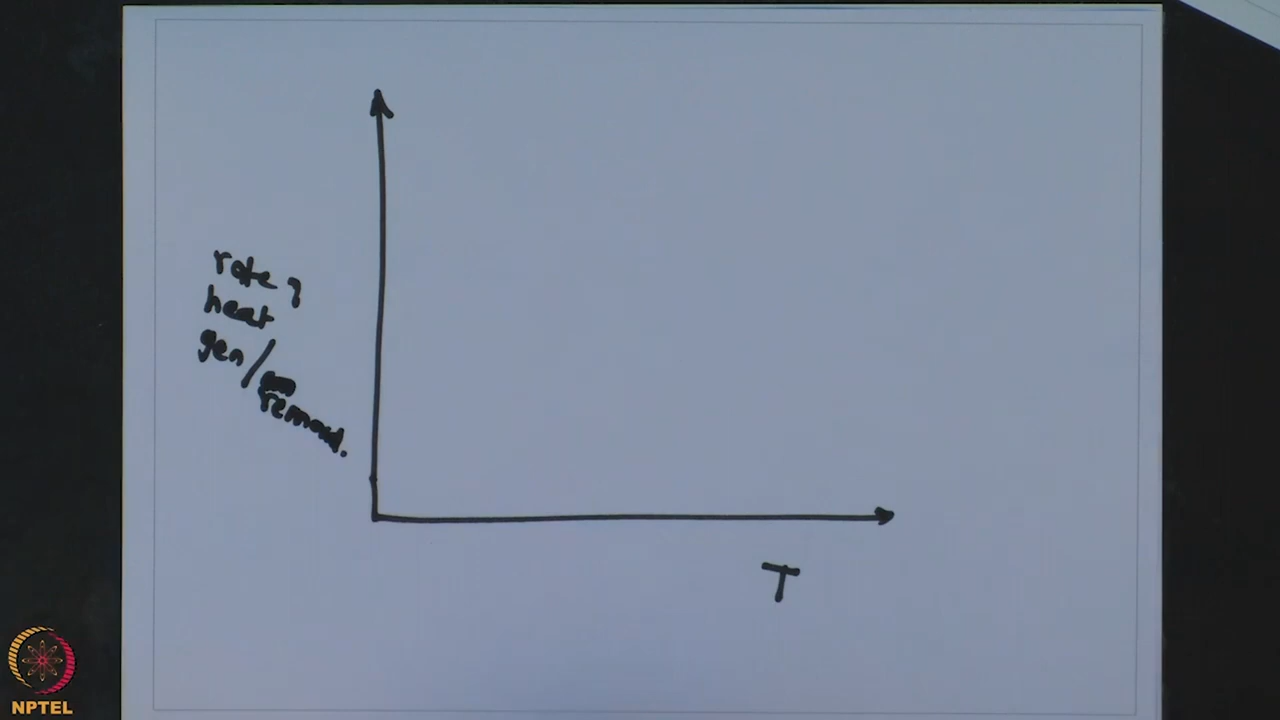 rate of
heat
gen/
removal.
T
NPTEL